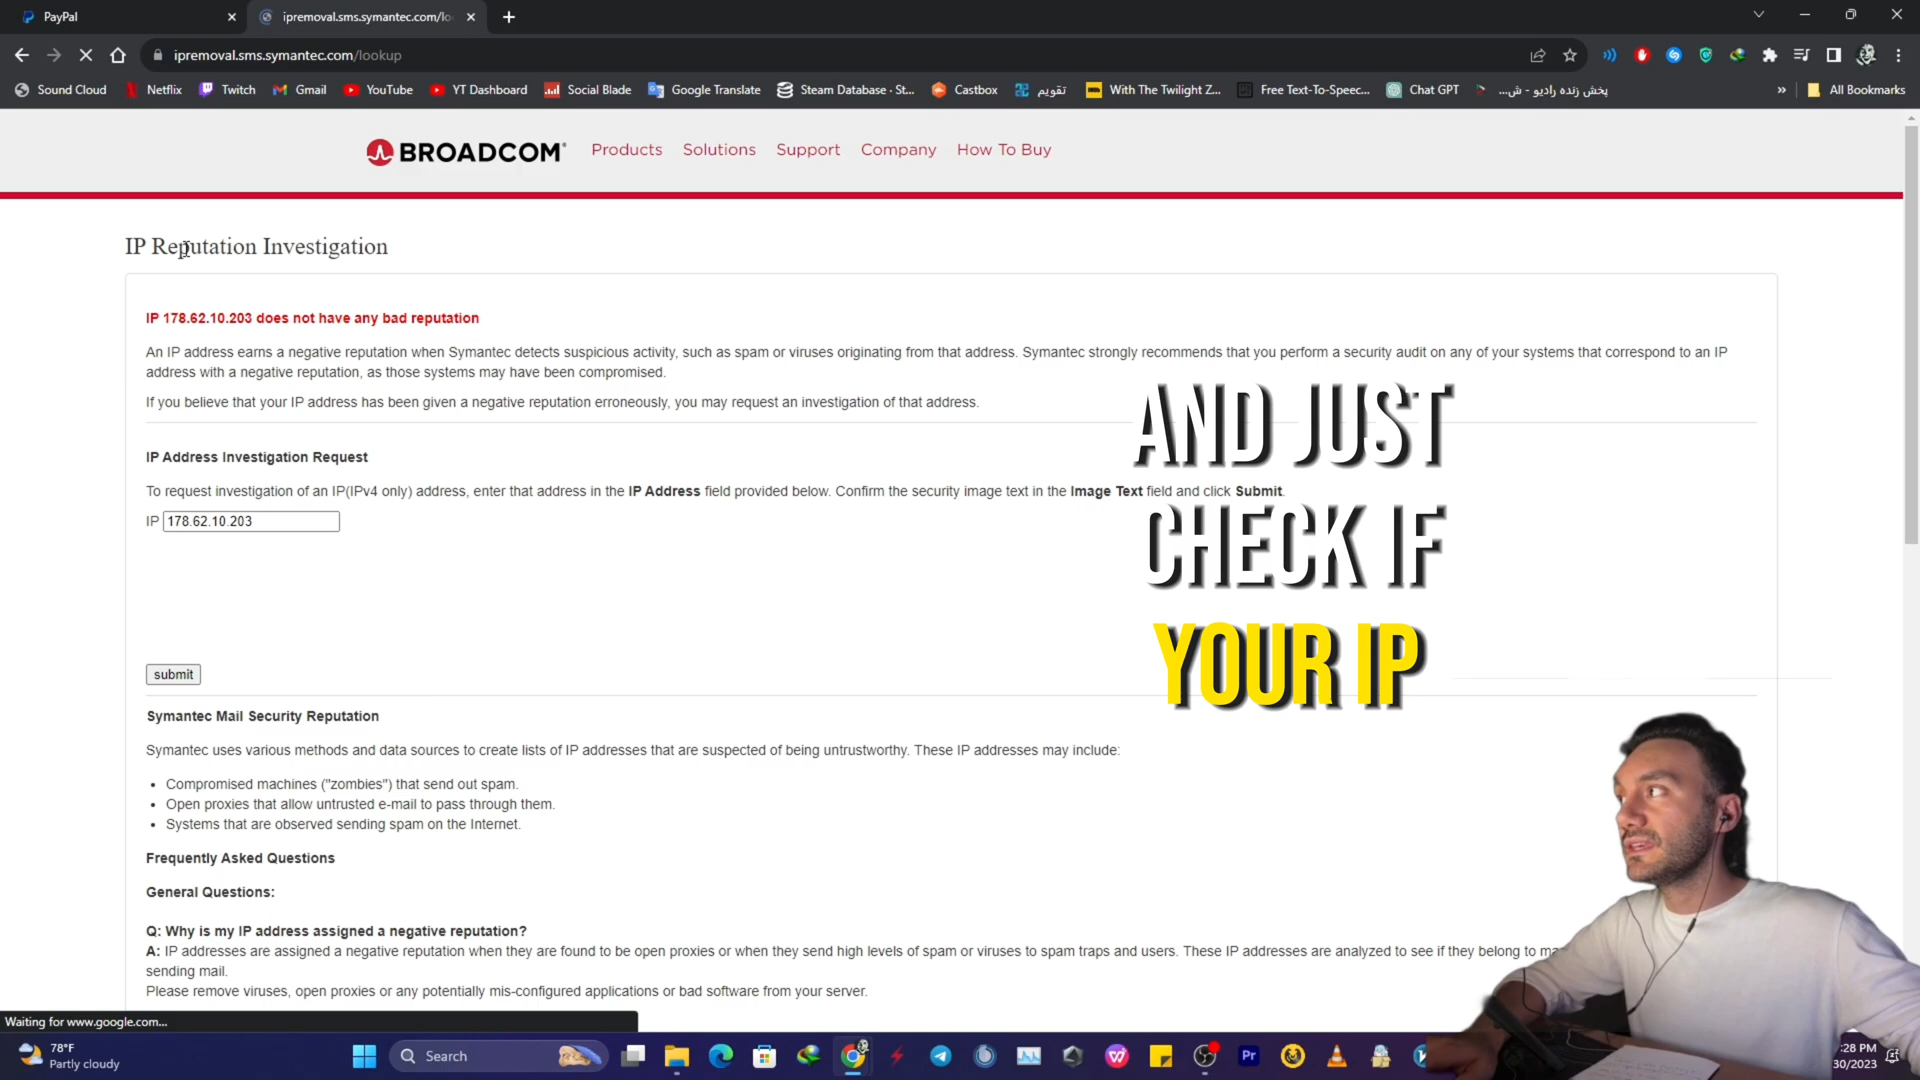 PayPal
ipremoval.sms.symantec.com/lo
ipremoval.sms.symantec.com/lookup
Sound Cloud
Netflix
Twitch
Gmail
YouTube
YT Dashboard
Social Blade
Google Translate
Steam Database · St...
Castbox
تقویم
With The Twilight Z...
Free Text-To-Speec...
Chat GPT
پخش زنده رادیو - ش...
All Bookmarks
BROADCOM
Products
Solutions
Support
Company
How To Buy
IP Reputation Investigation
IP 178.62.10.203 does not have any bad reputation
An IP address earns a negative reputation when Symantec detects suspicious activity, such as spam or viruses originating from that address. Symantec strongly recommends that you perform a security audit on any of your systems that correspond to an IP
address with a negative reputation, as those systems may have been compromised.
If you believe that your IP address has been given a negative reputation erroneously, you may request an investigation of that address.
AND JUST
CHECK IF
YOUR IP
IP Address Investigation Request
To request investigation of an IP(IPv4 only) address, enter that address in the IP Address field provided below. Confirm the security image text in the Image Text field and click Submit.
IP 178.62.10.203
submit
Symantec Mail Security Reputation
Symantec uses various methods and data sources to create lists of IP addresses that are suspected of being untrustworthy. These IP addresses may include:
• Compromised machines ("zombies") that send out spam.
• Open proxies that allow untrusted e-mail to pass through them.
• Systems that are observed sending spam on the Internet.
Frequently Asked Questions
General Questions:
Q: Why is my IP address assigned a negative reputation?
A: IP addresses are assigned a negative reputation when they are found to be open proxies or when they send high levels of spam or viruses to spam traps and users. These IP addresses are analyzed to see if they belong to
sending mail.
Please remove viruses, open proxies or any potentially mis-configured applications or bad software from your server.
Waiting for www.google.com...
78°F
Partly cloudy
Search
Pr
:28 PM
30/2023